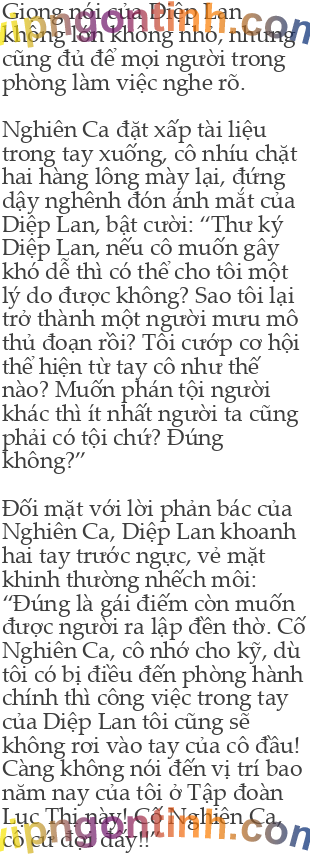 Giọng nói của Diệp Lan
không lớn không nhỏ, nhưng
cũng đủ để mọi người trong
phòng làm việc nghe rõ.
Nghiên Ca đặt xấp tài liệu
trong tay xuống, cô nhíu chặt
hai hàng lông mày lại, đứng
dậy nghênh đón ánh mắt của
Diệp Lan, bật cười: “Thư ký
Diệp Lan, nếu cô muốn gây
khó dễ thì có thể cho tôi một
lý do được không? Sao tôi lại
trở thành một người mưu mô
thủ đoạn rồi? Tôi cướp cơ hội
thể hiện từ tay cô như thế
nào? Muốn phán tội người
khác thì ít nhất người ta cũng
phải có tội chứ? Đúng
không?”
Đối mặt với lời phản bác của
Nghiên Ca, Diệp Lan khoanh
hai tay trước ngực, vẻ mặt
khinh thường nhếch môi:
“Đúng là gái điếm còn muốn
được người ra lập đền thờ. Cố
Nghiên Ca, cô nhớ cho kỹ, dù
tôi có bị điều đến phòng hành
chính thì công việc trong tay
của Diệp Lan tôi cũng sẽ
không rơi vào tay của cô đâu!
Càng không nói đến vị trí bao
năm nay của tôi ở Tập đoàn
Lục Thị này! Cố Nghiên Ca,
cô cứ đợi đấy!!”
vipngontinh.com
vipngontinh.com